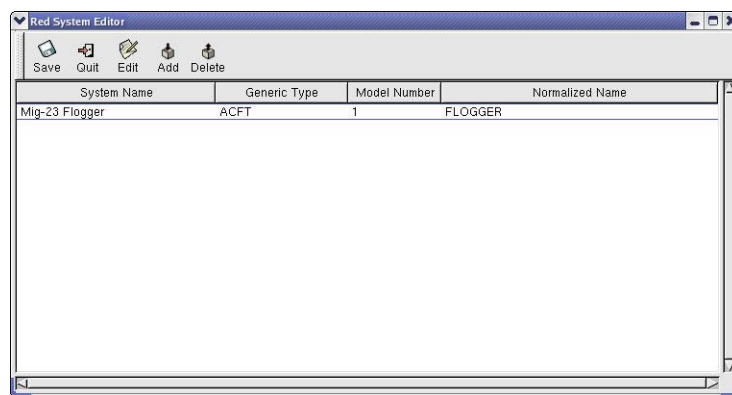 Red System Editor
Save Quit Edit Add Delete
System Name Generic Type Model Number Normalized Name
Mig-23 Flogger ACFT 1 FLOGGER